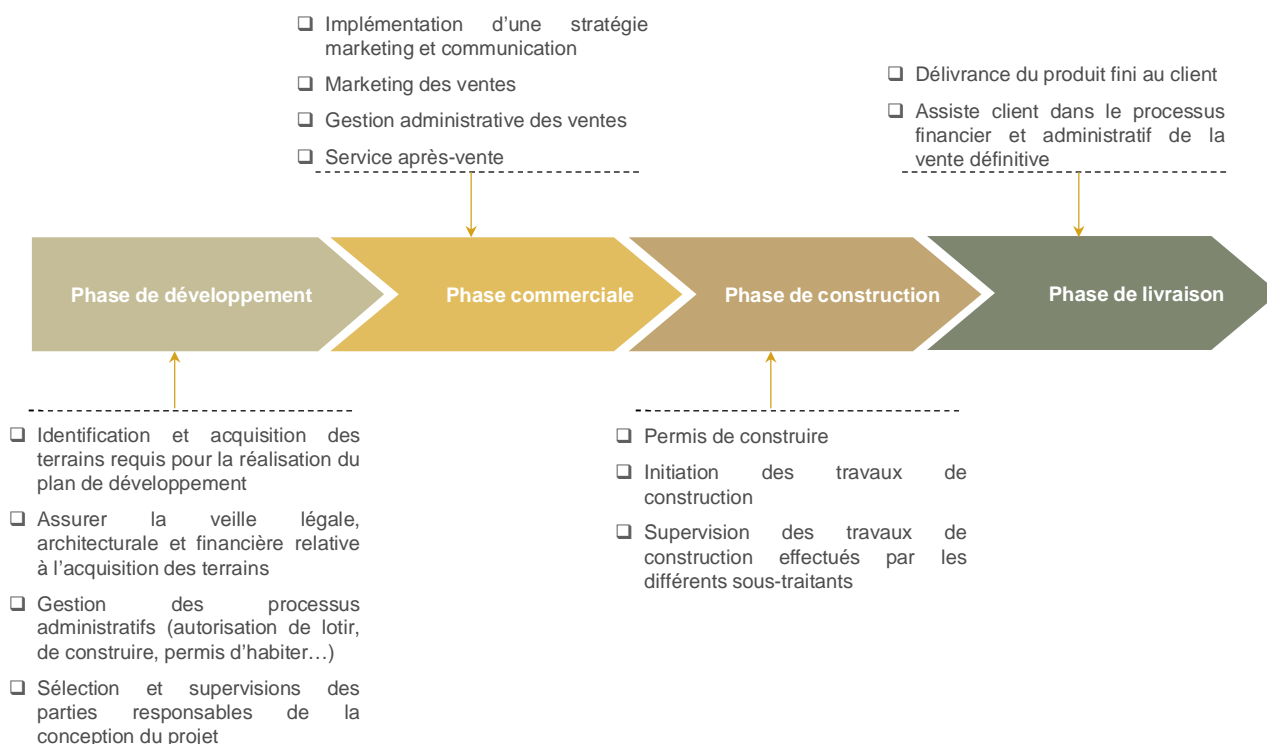 Implémentation d'une stratégie
marketing et communication
Marketing des ventes
Gestion administrative des ventes
Service après-vente
Délivrance du produit fini au client
Assiste client dans le processus
financier et administratif de la
vente définitive
Phase de développement
Phase commerciale
Phase de construction
Phase de livraison
Identification et acquisition des
terrains requis pour la réalisation du
plan de développement
Assurer la veille légale,
architecturale et financière relative
à l'acquisition des terrains
Gestion des processus
administratifs (autorisation de lotir,
de construire, permis d'habiter…)
Sélection et supervisions des
parties responsables de la
conception du projet
Permis de construire
Initiation des travaux de
construction
Supervision des travaux de
construction effectués par les
différents sous-traitants